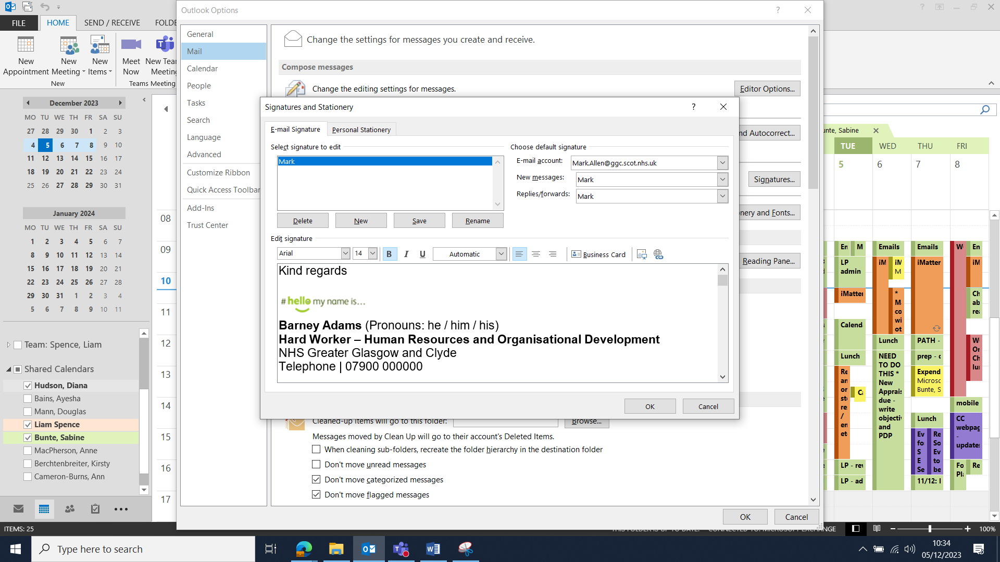 Outlook Options
FILE
HOME
SEND / RECEIVE
FOLDE
New Appointment
New Meeting
New Items
Meet Now
New Tea
Meeting
New
Teams Meeting
December 2023
MO TU WE TH FR SA SU
27 28 29 30 1 2 3
4 5 6 7 8 9 10
11 12 13 14 15 16 17
18 19 20 21 22 23 24
25 26 27 28 29 30 31
January 2024
MO TU WE TH FR SA SU
1 2 3 4 5 6 7
8 9 10 11 12 13 14
15 16 17 18 19 20 21
22 23 24 25 26 27 28
29 30 31 1 2 3 4
5 6 7 8 9 10 11
Team: Spence, Liam
Shared Calendars
Hudson, Diana
Bains, Ayesha
Mann, Douglas
Liam Spence
Bunte, Sabine
MacPherson, Anne
Berchtenbreiter, Kirsty
Cameron-Burns, Ann
08
09
10
11
12
13
14
15
16
17
General
Mail
Calendar
People
Tasks
Search
Language
Advanced
Customize Ribbon
Quick Access Toolbar
Add-Ins
Trust Center
Change the settings for messages you create and receive.
Compose messages
Change the editing settings for messages.
Editor Options...
nd Autocorrect...
Signatures...
nery and Fonts...
Reading Pane...
Signatures and Stationery
E-mail Signature
Personal Stationery
Select signature to edit
Mark
Delete
New
Save
Rename
Choose default signature
E-mail account:
Mark.Allen@ggc.scot.nhs.uk
New messages:
Mark
Replies/forwards:
Mark
Edit signature
Arial
14
B I U
Automatic
Business Card
Kind regards
#hello my name is...
Barney Adams (Pronouns: he / him / his)
Hard Worker – Human Resources and Organisational Development
NHS Greater Glasgow and Clyde
Telephone | 07900 000000
OK
Cancel
Cleaned-up items will go to this folder:
Browse...
Messages moved by Clean Up will go to their account's Deleted Items.
When cleaning sub-folders, recreate the folder hierarchy in the destination folder
Don't move unread messages
Don't move categorized messages
Don't move flagged messages
OK
Cancel
unte, Sabine
TUE
WED
THU
FRI
5
6
7
8
En
M
LP
admin
iMatter
Calend
Lunch
Re
an
or
st
re
/
en
et
Ca
LP - rev
LP - ad
Emails
iM
iM
M
*
M
co
wi
ot
Lunch
NEED
TO DO
THIS *
New
Apprais
due -
write
objecti
and
PDP
Emails
iMatter
PATH -
prep - c
Expend
Microsc
Bunte, S
Lunch
Ev
fo
S
E
Se
Re
So
Ev
to
be
11/12: I
W
En
iM
Ch
ab
rea
W
Or
Ch
lu
mobile
CC
webpag
-
updates
Fo
Pla
Re
ITEMS: 25
THIS FOLDER IS UP TO DATE.
CONNECTED TO: MICROSOFT EXCHANGE
100%
Type here to search
10:34
05/12/2023